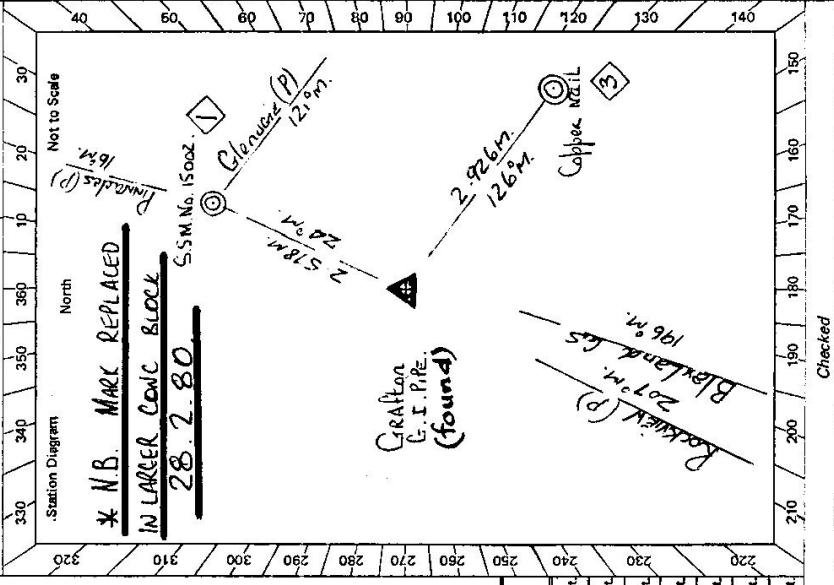 Station Diagram
North
Not to Scale
330 340 350 360 10 20 30
40 50 60 70 80 90 100 110 120 130 140
150 160 170 180 190 200 210
320 310 300 290 280 270 260 250 240 230 220
* N.B. MARK REPLACED
IN LARGER CONC BLOCK
28.2.80
Pinnacles (P)
16°M.
S.S.M. No. 15002.
1
Glenugie (P)
121°M.
2.518M.
20°M.
2.926M.
126°M.
Copper Nail
3
Grafton
G.I. PIPE.
(found)
Blaxland
196°M.
Rockview (P)
207°M.
Checked